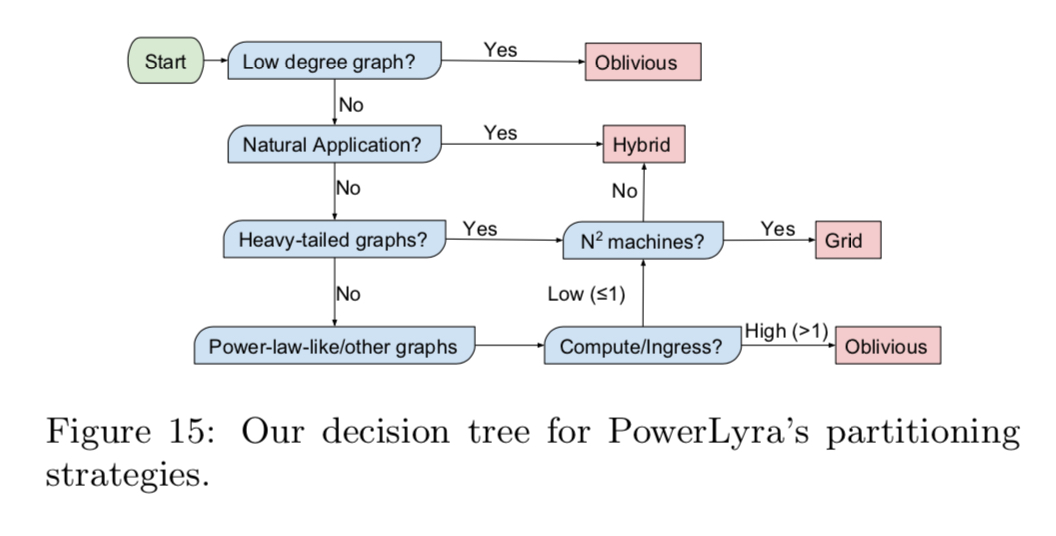 Start
Low degree graph?
Yes
Oblivious
No
Natural Application?
Yes
Hybrid
No
No
Heavy-tailed graphs?
Yes
N² machines?
Yes
Grid
No
Low (≤1)
Power-law-like/other graphs
Compute/Ingress?
High (>1)
Oblivious
Figure 15: Our decision tree for PowerLyra's partitioning
strategies.